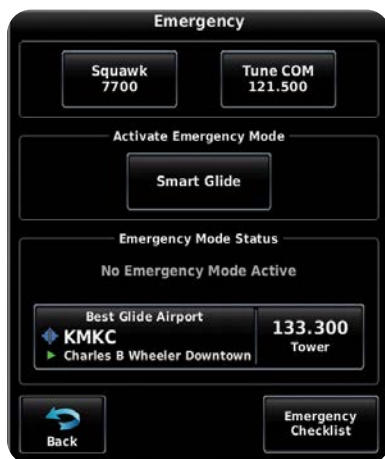 Emergency
Squawk
7700
Tune COM
121.500
Activate Emergency Mode
Smart Glide
Emergency Mode Status
No Emergency Mode Active
Best Glide Airport
KMKC
Charles B Wheeler Downtown
133.300
Tower
Back
Emergency
Checklist